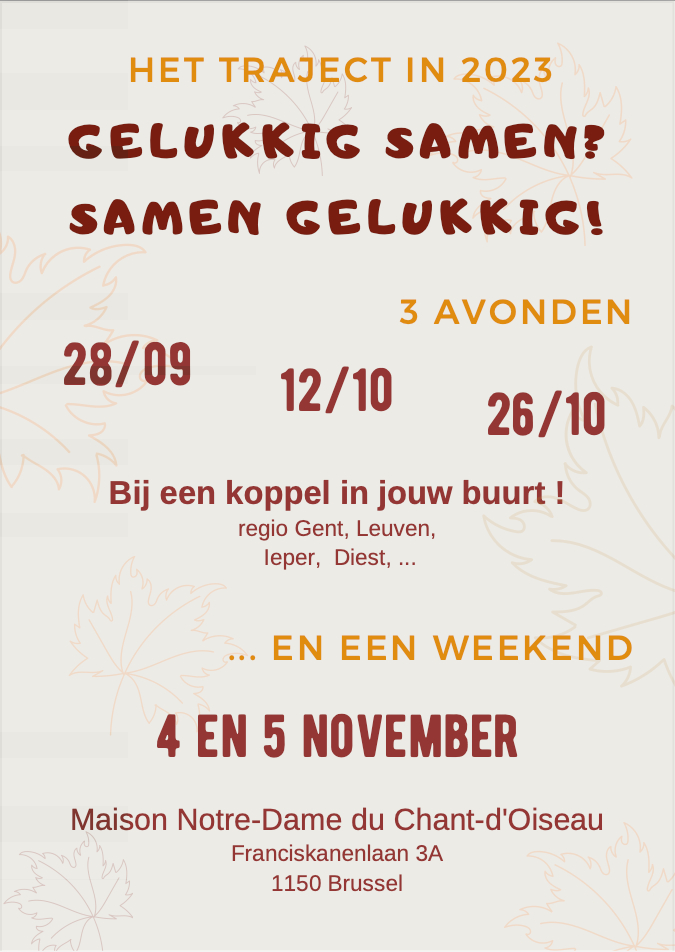 HET TRAJECT IN 2023
GELUKKIG SAMEN?
SAMEN GELUKKIG!
3 AVONDEN
28/09
12/10
26/10
Bij een koppel in jouw buurt !
regio Gent, Leuven,
Ieper, Diest, ...
... EN EEN WEEKEND
4 EN 5 NOVEMBER
Maison Notre-Dame du Chant-d'Oiseau
Franciskanenlaan 3A
1150 Brussel